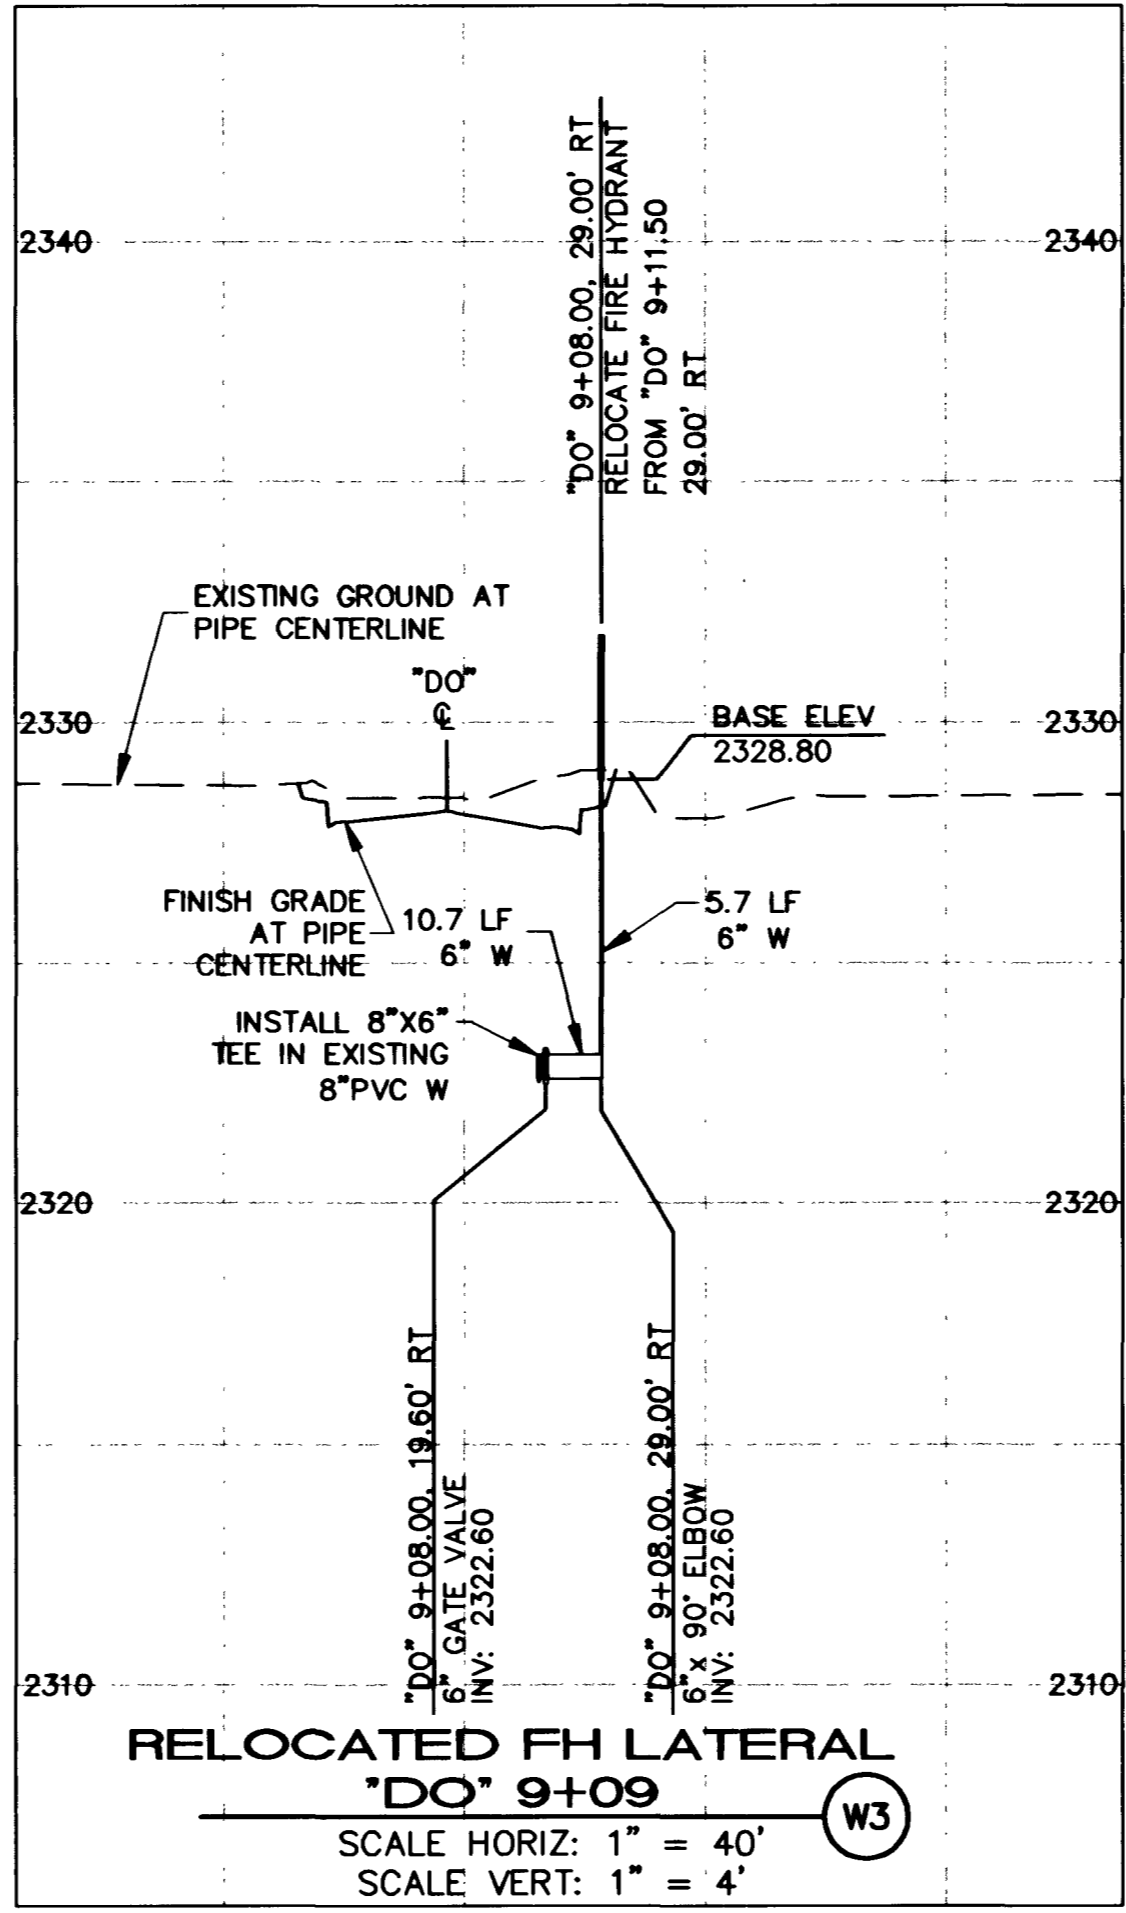 "DO" 9+08.00, 29.00' RT
RELOCATE FIRE HYDRANT
FROM "DO" 9+11.50
29.00' RT
2340
2340
EXISTING GROUND AT
PIPE CENTERLINE
"DO"
℄
2330
2330
BASE ELEV
2328.80
FINISH GRADE
AT PIPE
CENTERLINE
10.7 LF
6" W
5.7 LF
6" W
INSTALL 8"X6"
TEE IN EXISTING
8"PVC W
2320
2320
"DO" 9+08.00, 19.60' RT
6" GATE VALVE
INV: 2322.60
"DO" 9+08.00, 29.00' RT
6" x 90° ELBOW
INV: 2322.60
2310
2310
RELOCATED FH LATERAL
"DO" 9+09
W3
SCALE HORIZ: 1" = 40'
SCALE VERT: 1" = 4'